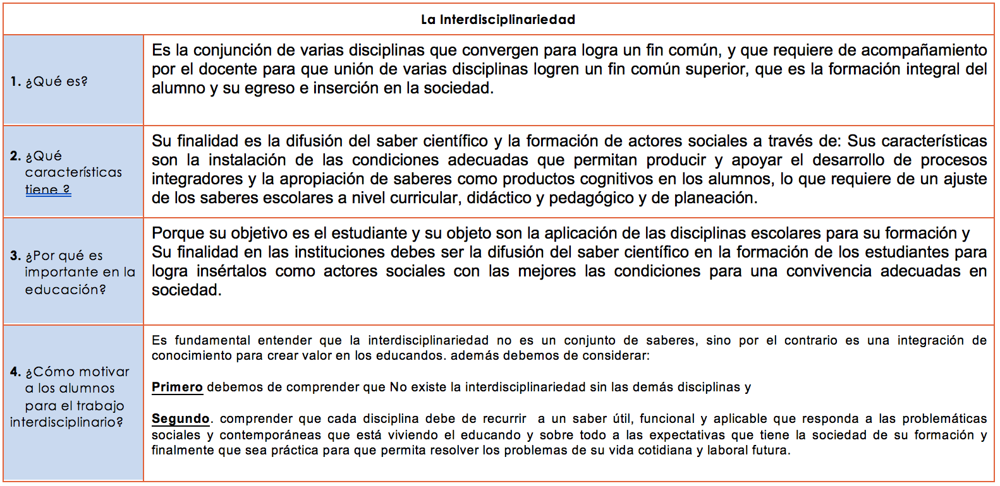 La Interdisciplinariedad
1. ¿Qué es?
Es la conjunción de varias disciplinas que convergen para logra un fin común, y que requiere de acompañamiento
por el docente para que unión de varias disciplinas logren un fin común superior, que es la formación integral del
alumno y su egreso e inserción en la sociedad.
2. ¿Qué
características
tiene ?
Su finalidad es la difusión del saber científico y la formación de actores sociales a través de: Sus características
son la instalación de las condiciones adecuadas que permitan producir y apoyar el desarrollo de procesos
integradores y la apropiación de saberes como productos cognitivos en los alumnos, lo que requiere de un ajuste
de los saberes escolares a nivel curricular, didáctico y pedagógico y de planeación.
3. ¿Por qué es
importante en la
educación?
Porque su objetivo es el estudiante y su objeto son la aplicación de las disciplinas escolares para su formación y
Su finalidad en las instituciones debes ser la difusión del saber científico en la formación de los estudiantes para
logra insértalos como actores sociales con las mejores las condiciones para una convivencia adecuadas en
sociedad.
4. ¿Cómo motivar
a los alumnos
para el trabajo
interdisciplinario?
Es fundamental entender que la interdisciplinariedad no es un conjunto de saberes, sino por el contrario es una integración de
conocimiento para crear valor en los educandos. además debemos de considerar:
Primero debemos de comprender que No existe la interdisciplinariedad sin las demás disciplinas y
Segundo. comprender que cada disciplina debe de recurrir a un saber útil, funcional y aplicable que responda a las problemáticas
sociales y contemporáneas que está viviendo el educando y sobre todo a las expectativas que tiene la sociedad de su formación y
finalmente que sea práctica para que permita resolver los problemas de su vida cotidiana y laboral futura.